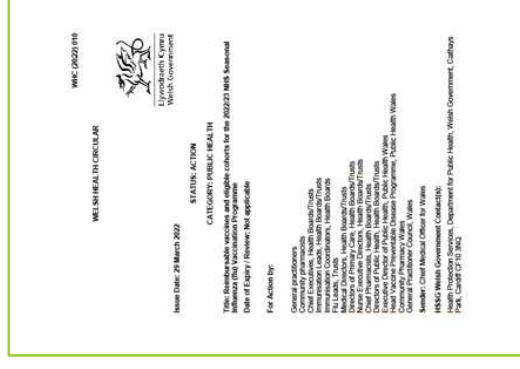 WHC (2022) 010
WELSH HEALTH CIRCULAR
Llywodraeth Cymru
Welsh Government
Issue Date: 29 March 2022
STATUS: ACTION
CATEGORY: PUBLIC HEALTH
Title: Reimbursable vaccines and eligible cohorts for the 2022/23 NHS Seasonal
Influenza (flu) Vaccination Programme
Date of Expiry / Review: Not applicable
For Action by:
General practitioners
Community pharmacists
Chief Executives, Health Boards/Trusts
Immunisation Leads, Health Boards/Trusts
Immunisation Coordinators, Health Boards
Flu Leads, Trusts
Medical Directors, Health Boards/Trusts
Directors of Primary Care, Health Boards/Trusts
Nurse Executive Directors, Health Boards/Trusts
Chief Pharmacists, Health Boards/Trusts
Directors of Public Health, Health Boards/Trusts
Executive Director of Public Health, Public Health Wales
Head Vaccine Preventable Disease Programme, Public Health Wales
Community Pharmacy Wales
General Practitioner Council, Wales
Sender: Chief Medical Officer for Wales
HSSG Welsh Government Contact(s):
Health Protection Services, Department for Public Health, Welsh Government, Cathays
Park, Cardiff CF10 3NQ